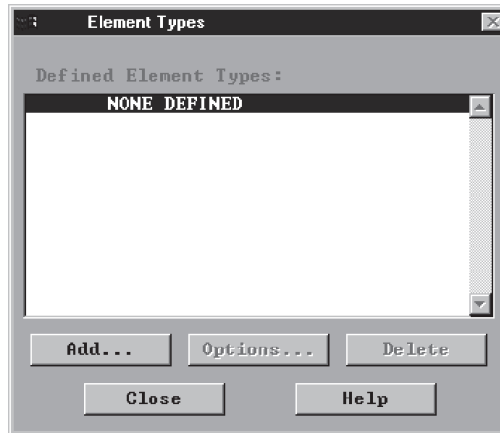 Element Types
Defined Element Types:
NONE DEFINED
Add... Options... Delete
Close Help